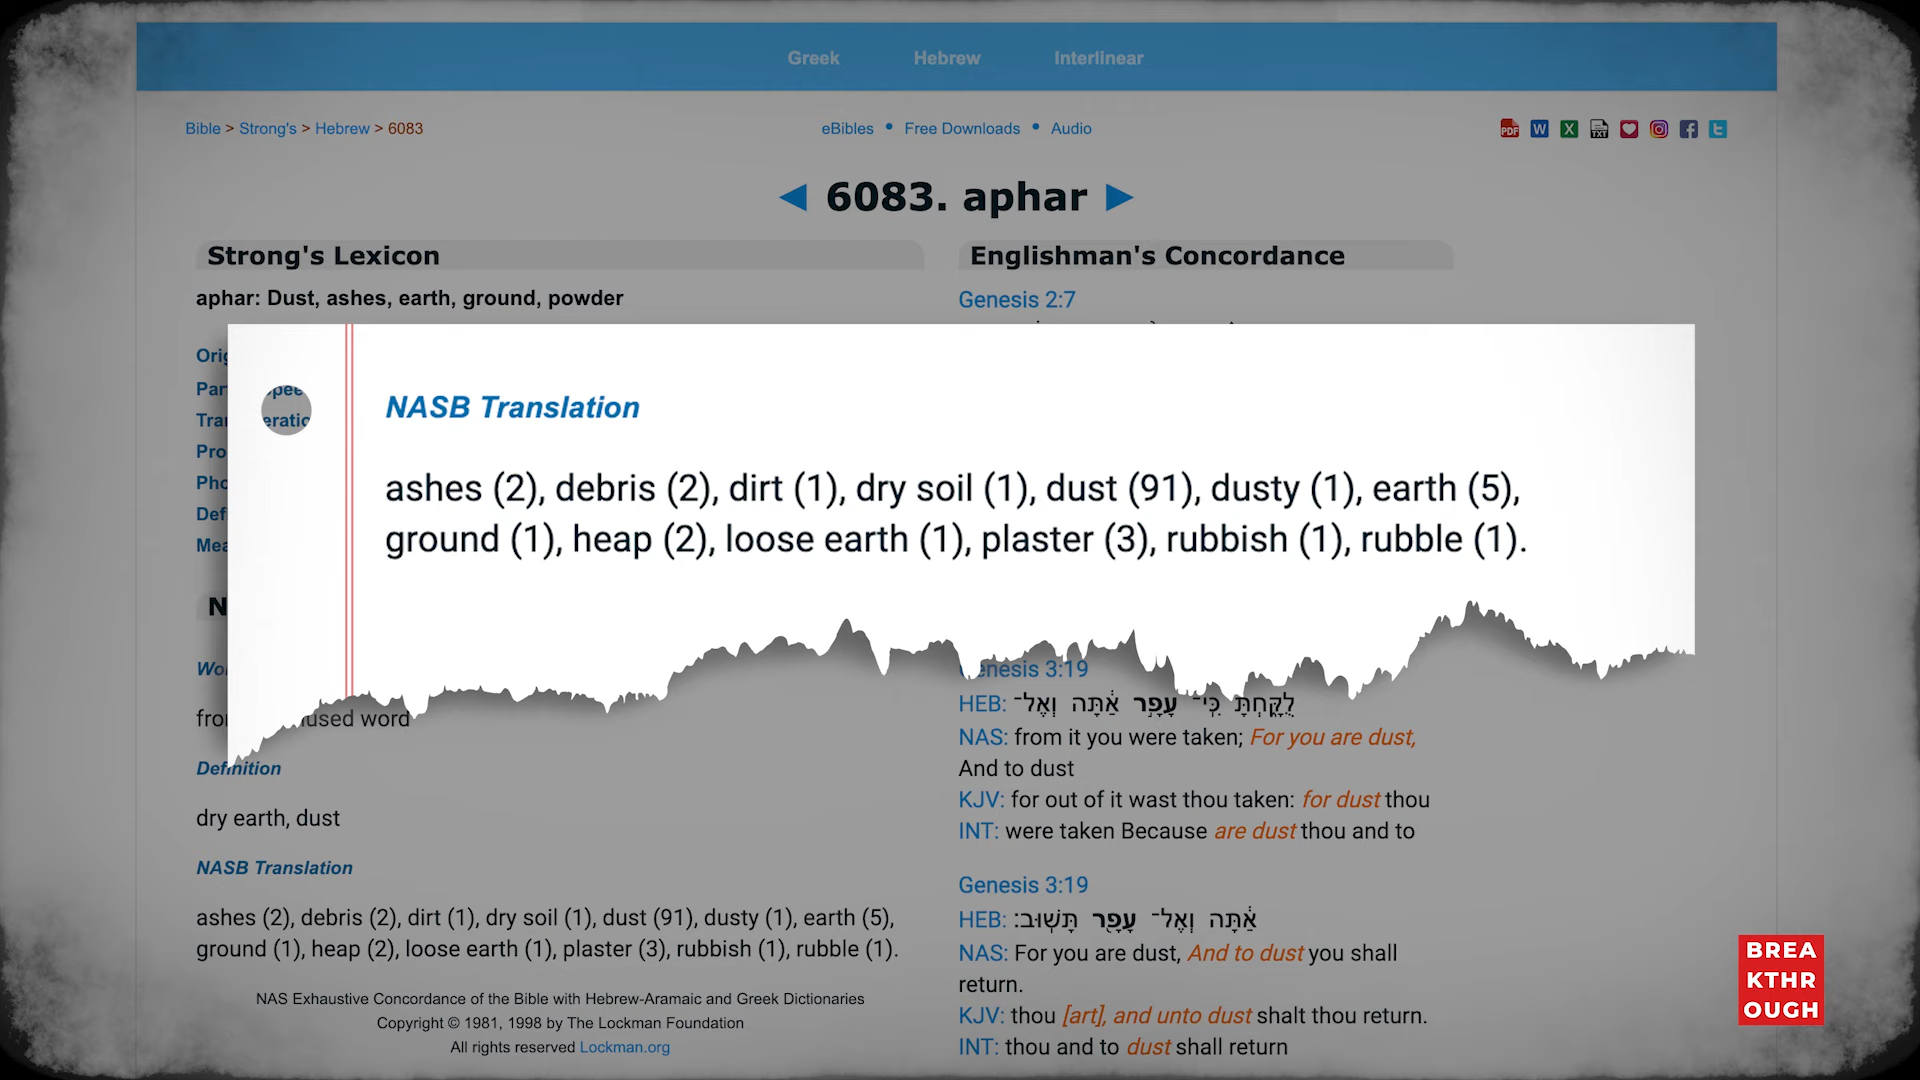 Greek Hebrew Interlinear
Bible > Strong's > Hebrew > 6083
eBibles • Free Downloads • Audio
◄ 6083. aphar ►
Strong's Lexicon
aphar: Dust, ashes, earth, ground, powder
Englishman's Concordance
Genesis 2:7
NASB Translation
ashes (2), debris (2), dirt (1), dry soil (1), dust (91), dusty (1), earth (5),
ground (1), heap (2), loose earth (1), plaster (3), rubbish (1), rubble (1).
word
Definition
dry earth, dust
NASB Translation
ashes (2), debris (2), dirt (1), dry soil (1), dust (91), dusty (1), earth (5),
ground (1), heap (2), loose earth (1), plaster (3), rubbish (1), rubble (1).
NAS Exhaustive Concordance of the Bible with Hebrew-Aramaic and Greek Dictionaries
Copyright © 1981, 1998 by The Lockman Foundation
All rights reserved Lockman.org
Genesis 3:19
HEB: לֻקָּ֑חְתָּ כִּֽי־ עָפָ֣ר אַ֔תָּה וְאֶל־
NAS: from it you were taken; For you are dust,
And to dust
KJV: for out of it wast thou taken: for dust thou
INT: were taken Because are dust thou and to
Genesis 3:19
HEB: אַ֔תָּה וְאֶל־ עָפָ֖ר תָּשֽׁוּב׃
NAS: For you are dust, And to dust you shall
return.
KJV: thou [art], and unto dust shalt thou return.
INT: thou and to dust shall return
BREA
KTHR
OUGH